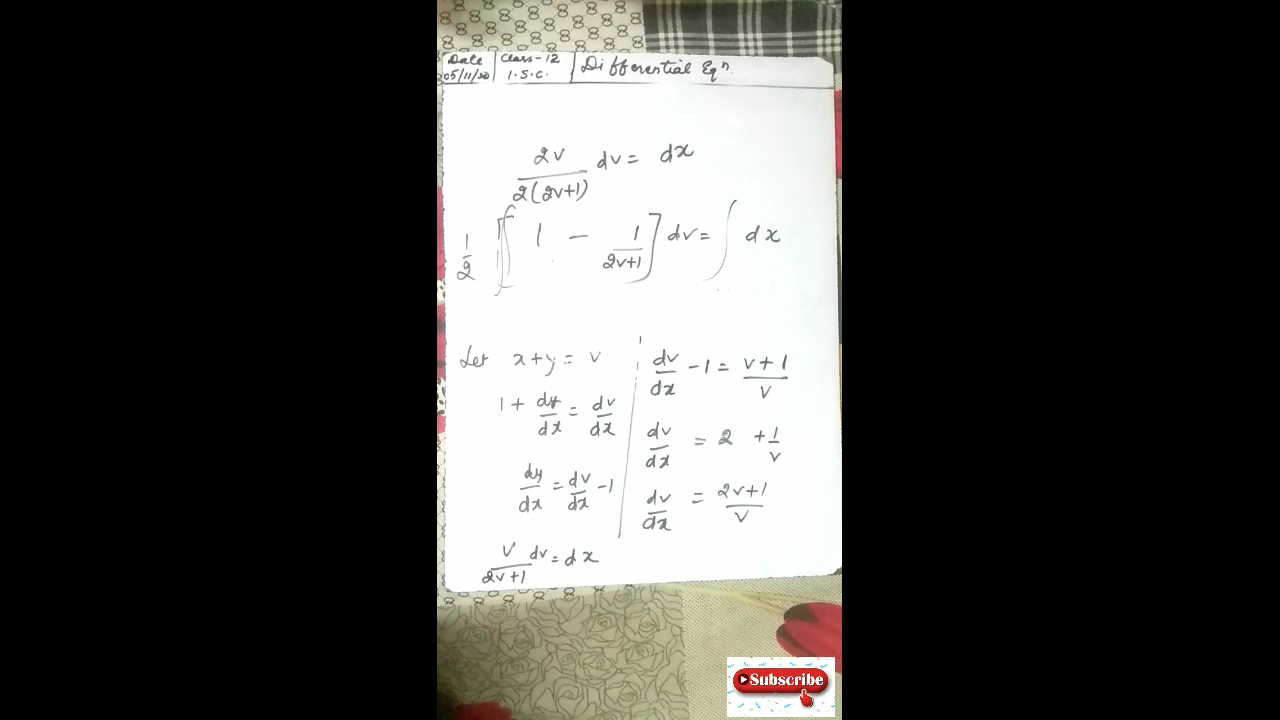 Date 05/11/20 | Class-12 I.S.C. | Differential Eqn.
2v/2(2v+1) dv = dx
1/2 ∫[1 - 1/2v+1] dv = ∫ dx
Let x+y = v
1 + dy/dx = dv/dx
dy/dx = dv/dx - 1
dv/dx - 1 = v+1/v
dv/dx = 2 + 1/v
dv/dx = 2v+1/v
v/2v+1 dv = dx
Subscribe